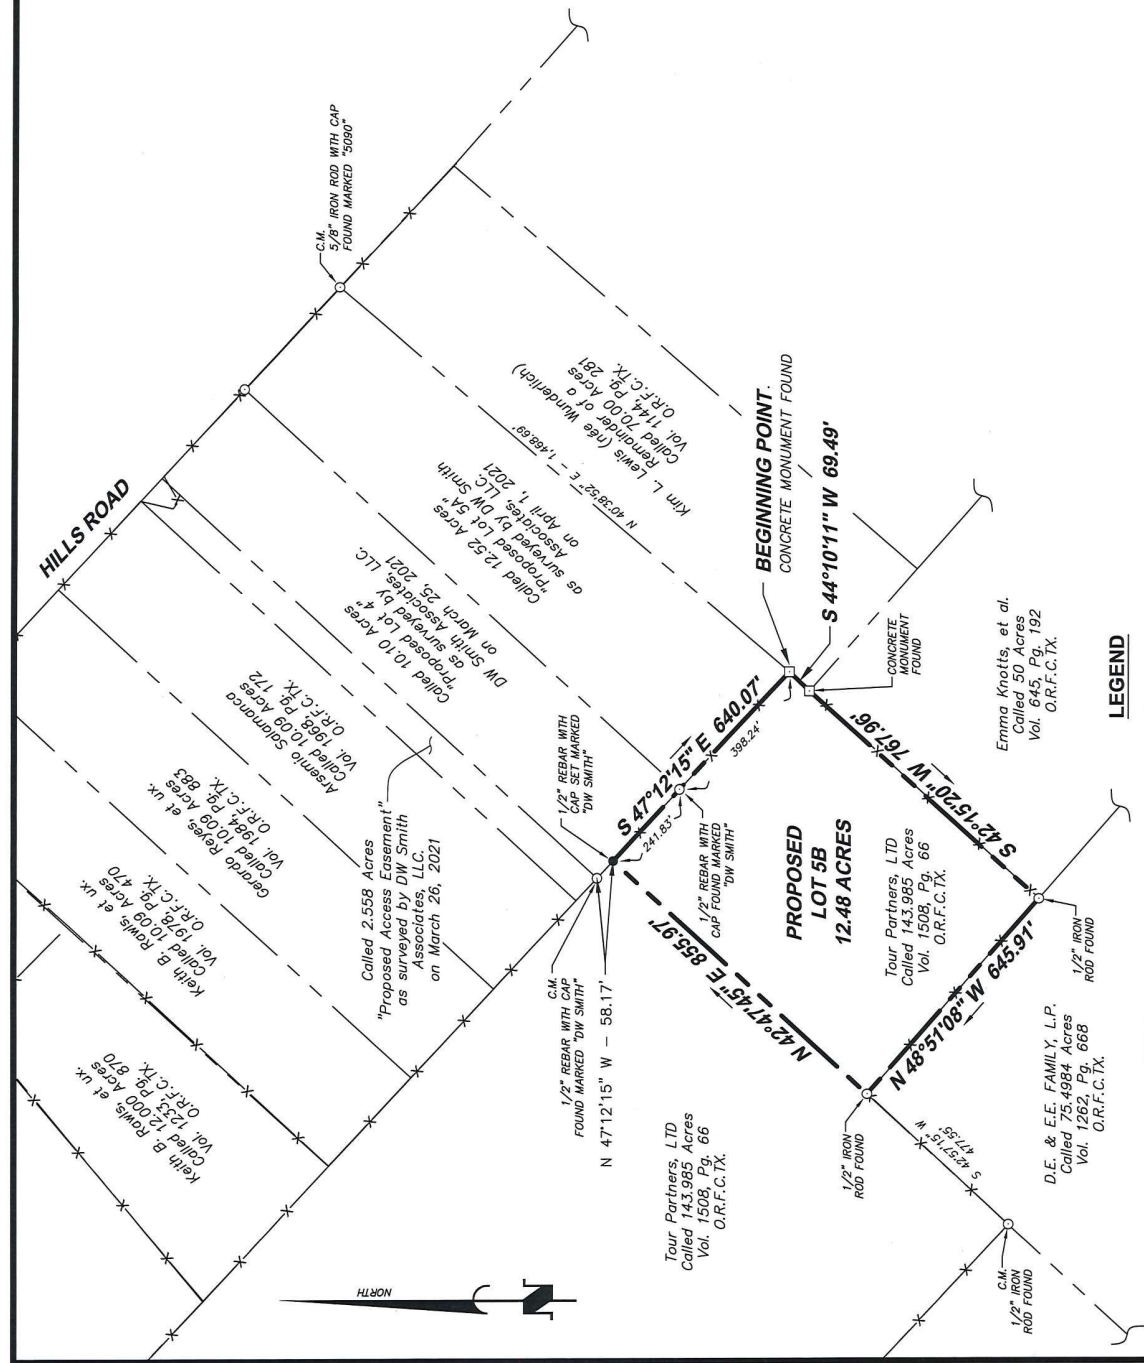 HILLS ROAD
C.M.
5/8" IRON ROD WITH CAP
FOUND MARKED "5090"
Keith B. Rawls, et ux.
Called 12.000 Acres
Vol. 1233, Pg. 870
O.R.F.C.TX.
Keith B. Rawls, et ux.
Called 10.09 Acres
Vol. 1978, Pg. 470
O.R.F.C.TX.
Gerardo Reyes, et ux.
Called 10.09 Acres
Vol. 1984, Pg. 883
O.R.F.C.TX.
Arsemio Salamanca
Called 10.09 Acres
Vol. 1968, Pg. 172
O.R.F.C.TX.
Called 2.558 Acres
"Proposed Access Easement"
as surveyed by DW Smith
Associates, LLC.
on March 26, 2021
Called 10.10 Acres
"Proposed Lot 4"
as surveyed by
DW Smith Associates, LLC.
on March 25, 2021
Called 12.52 Acres
"Proposed Lot 5A"
as surveyed by DW Smith
Associates, LLC.
on April 1, 2021
N 40°38'52" E - 1,468.69'
Kim L. Lewis (née Wunderlich)
Remainder of a
Called 70.00 Acres
Vol. 1144, Pg. 281
O.R.F.C.TX.
BEGINNING POINT
CONCRETE MONUMENT FOUND
S 44°10'11" W 69.49'
CONCRETE
MONUMENT
FOUND
1/2" REBAR WITH
CAP SET MARKED
"DW SMITH"
C.M.
1/2" REBAR WITH CAP
FOUND MARKED "DW SMITH"
N 47°12'15" W - 58.17'
S 47°12'15" E 640.07'
241.83'
398.24'
1/2" REBAR WITH
CAP FOUND MARKED
"DW SMITH"
N 42°47'45" E 855.97'
PROPOSED
LOT 5B
12.48 ACRES
Tour Partners, LTD
Called 143.985 Acres
Vol. 1508, Pg. 66
O.R.F.C.TX.
S 42°15'20" W 767.96'
Emma Knotts, et al.
Called 50 Acres
Vol. 645, Pg. 192
O.R.F.C.TX.
Tour Partners, LTD
Called 143.985 Acres
Vol. 1508, Pg. 66
O.R.F.C.TX.
1/2" IRON
ROD FOUND
N 48°51'08" W 645.91'
1/2" IRON
ROD FOUND
S 42°57'15" W
477.55'
D.E. & E.E. FAMILY, L.P.
Called 75.4984 Acres
Vol. 1262, Pg. 668
O.R.F.C.TX.
C.M.
1/2" IRON
ROD FOUND
NORTH
N
LEGEND